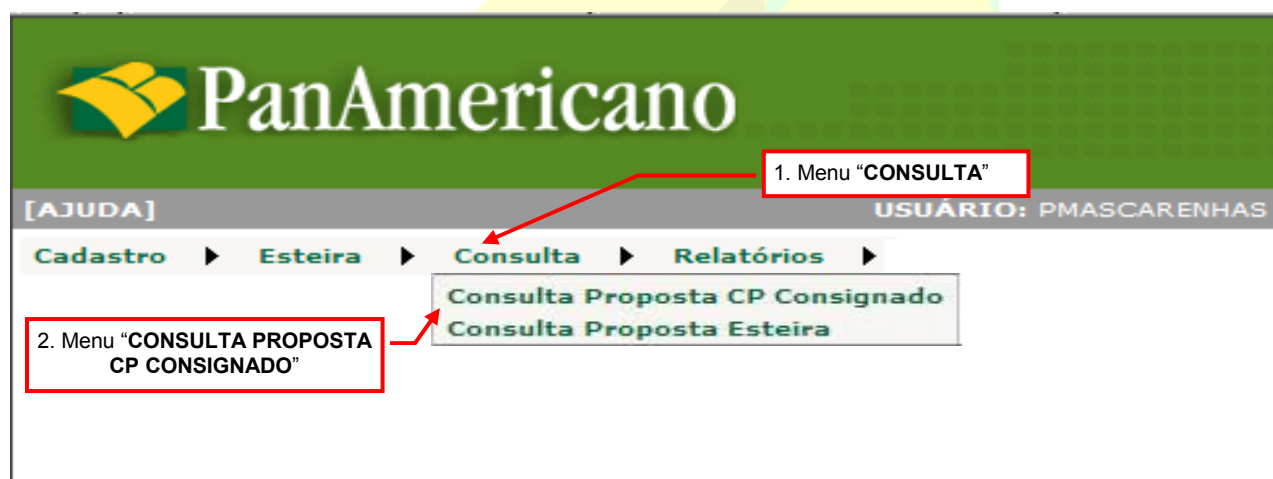 PanAmericano
1. Menu “CONSULTA”
[AJUDA] USUÁRIO: PMASCARENHAS
Cadastro Esteira Consulta Relatórios
Consulta Proposta CP Consignado
Consulta Proposta Esteira
2. Menu “CONSULTA PROPOSTA
CP CONSIGNADO”